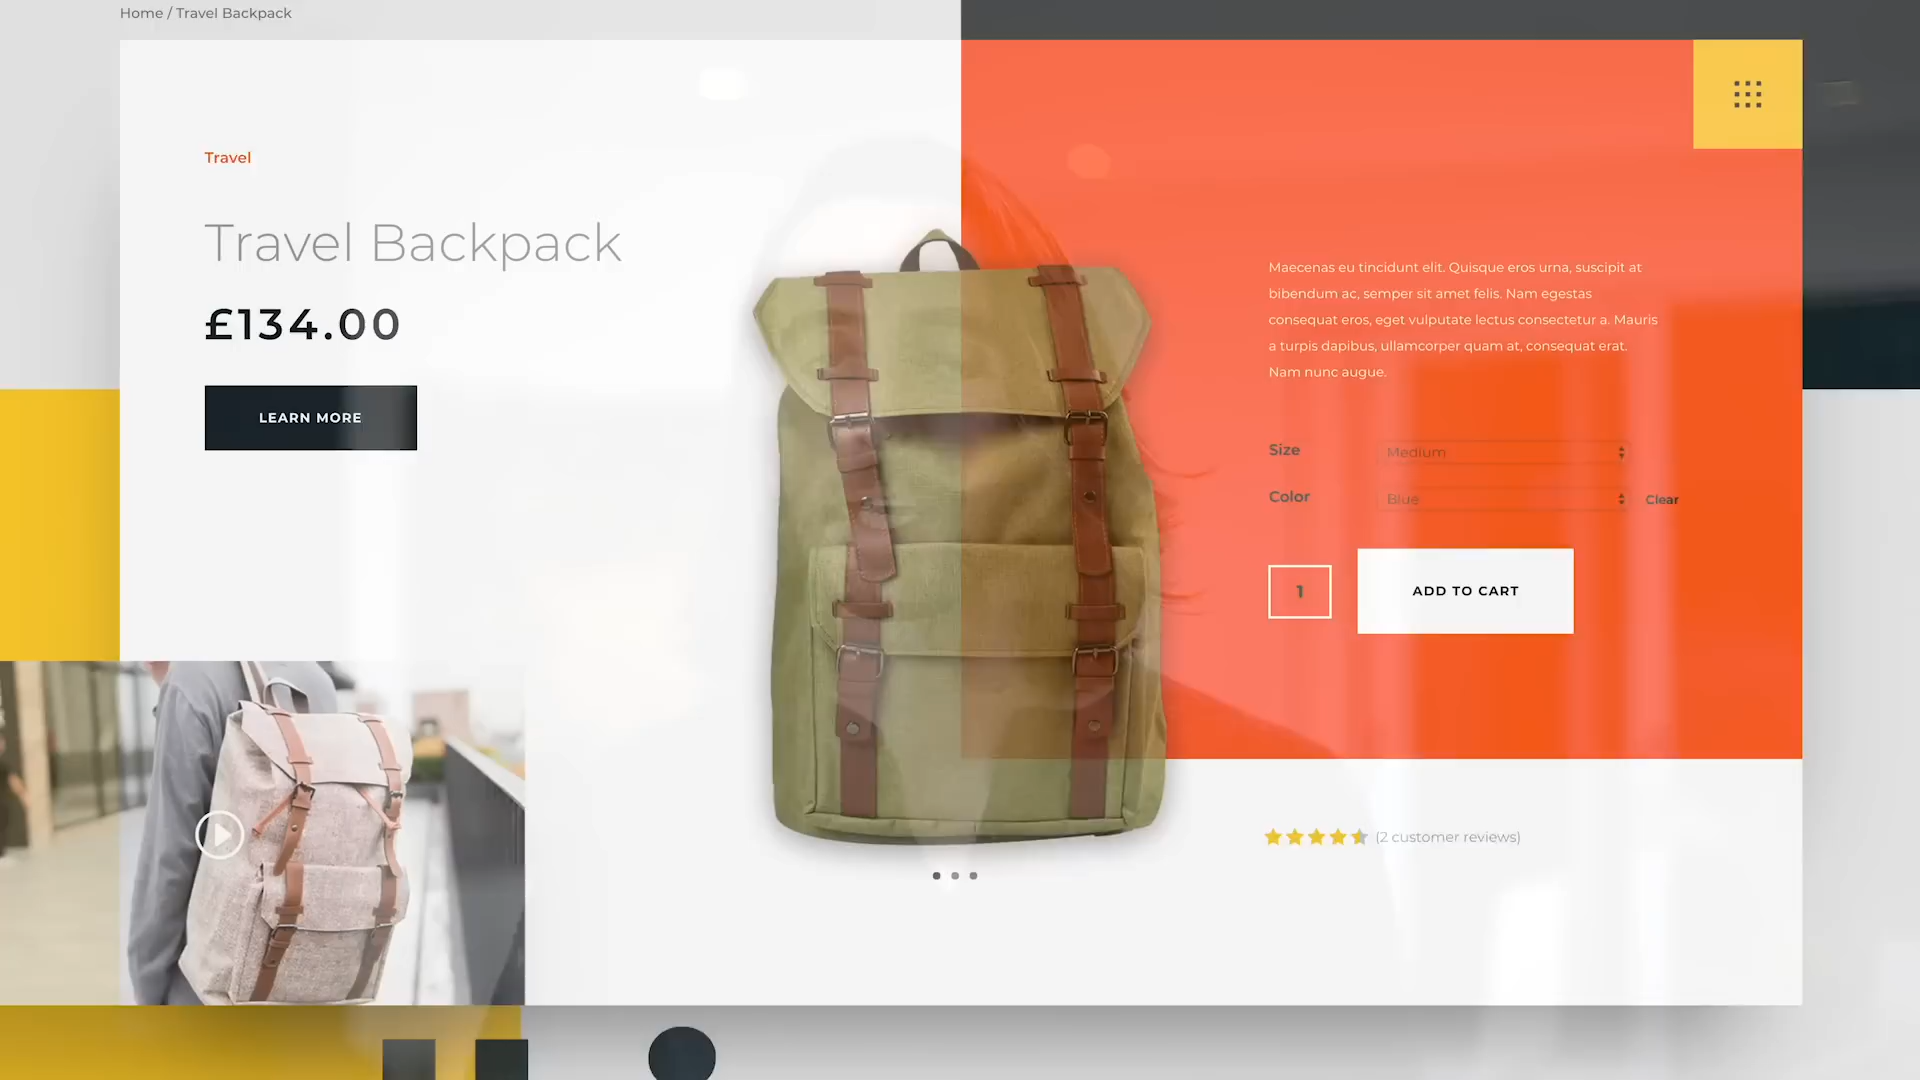 Home / Travel Backpack
Travel
Travel Backpack
£134.00
LEARN MORE
Maecenas eu tincidunt elit. Quisque eros urna, suscipit at
bibendum ac, semper sit amet felis. Nam egestas
consequat eros, eget vulputate lectus consectetur a. Mauris
a turpis dapibus, ullamcorper quam at, consequat erat.
Nam nunc augue.
Size Medium
Color Blue Clear
1 ADD TO CART
(2 customer reviews)